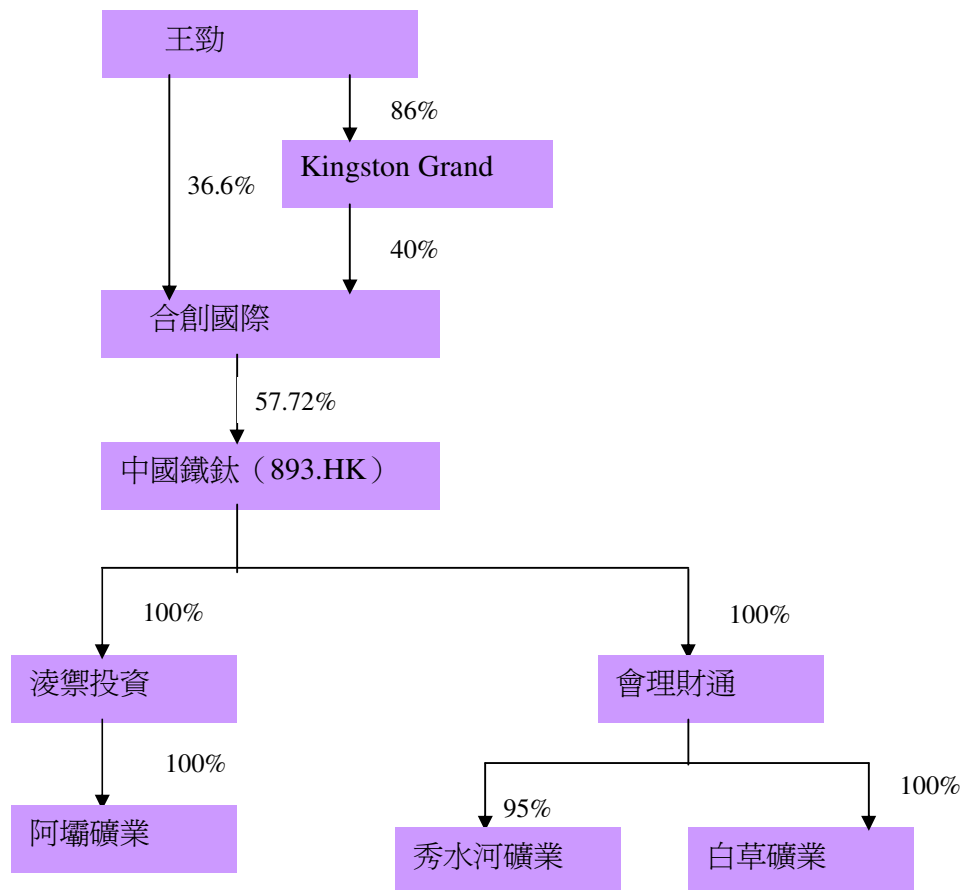 王勁
86%
Kingston Grand
36.6%
40%
合創國際
57.72%
中國鐵鈦（893.HK）
100%
100%
淩禦投資
會理財通
100%
100%
95%
阿壩礦業
秀水河礦業
白草礦業